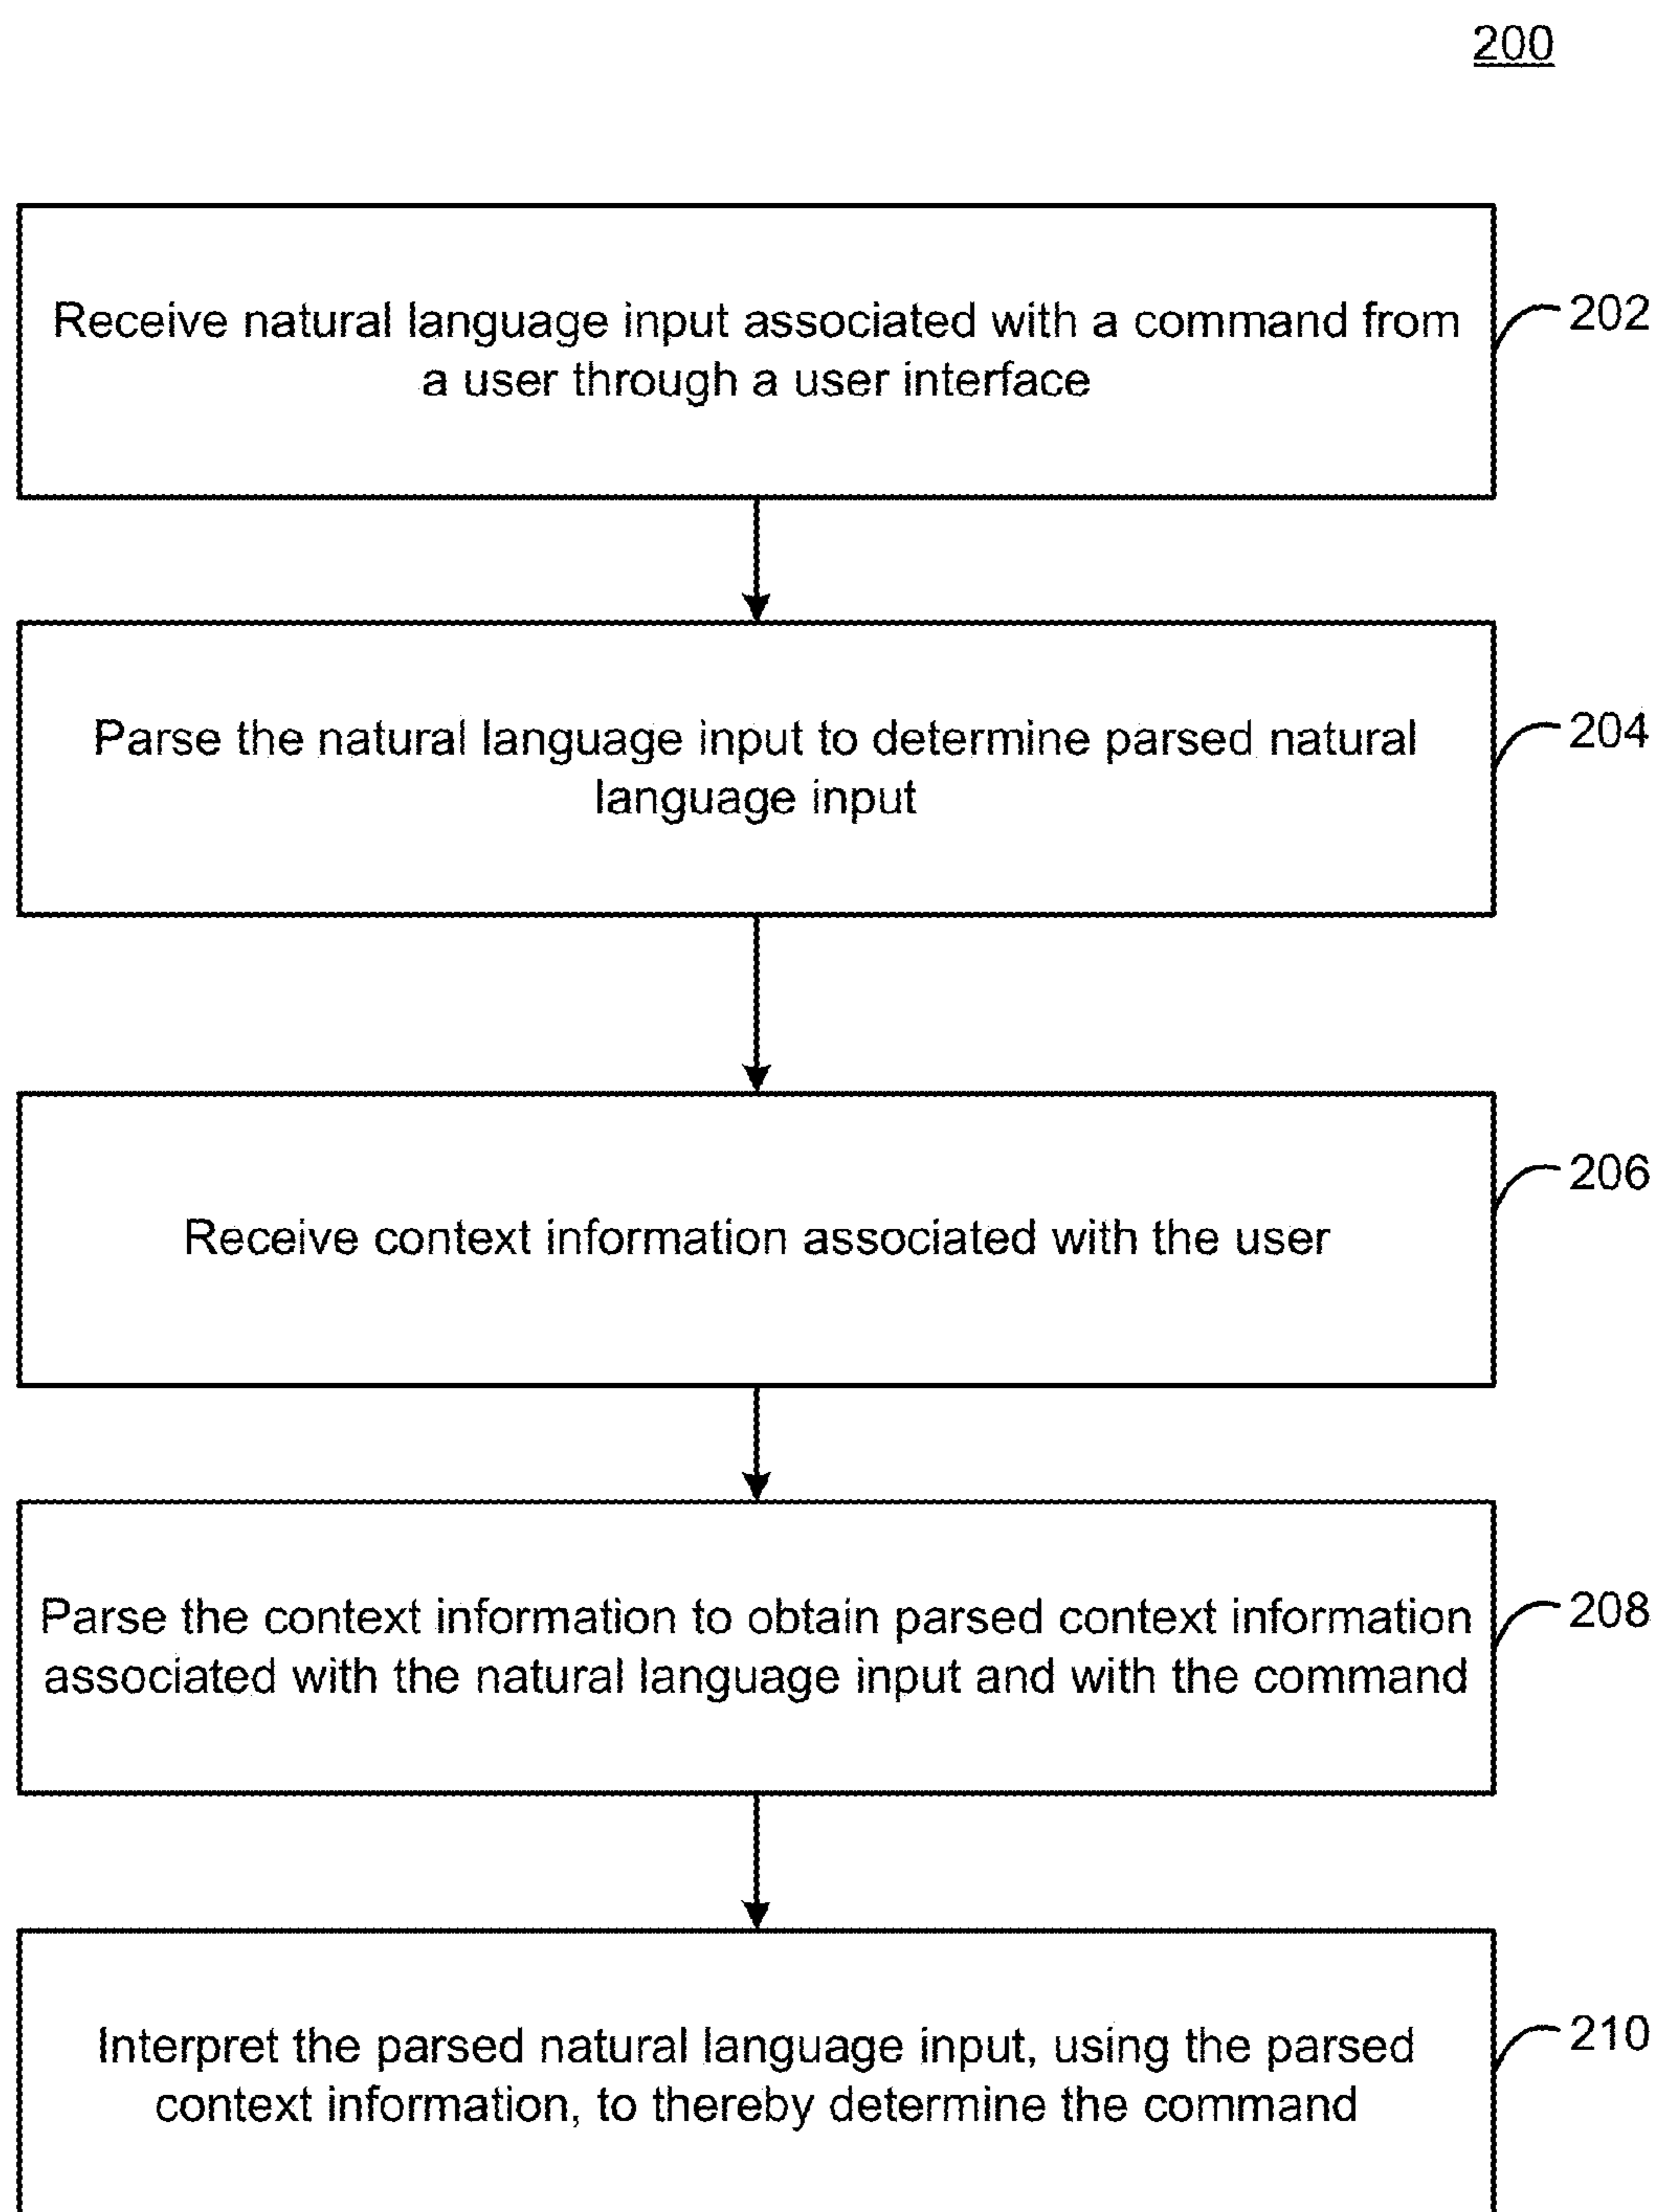 200
Receive natural language input associated with a command from
a user through a user interface
202
Parse the natural language input to determine parsed natural
language input
204
Receive context information associated with the user
206
Parse the context information to obtain parsed context information
associated with the natural language input and with the command
208
Interpret the parsed natural language input, using the parsed
context information, to thereby determine the command
210